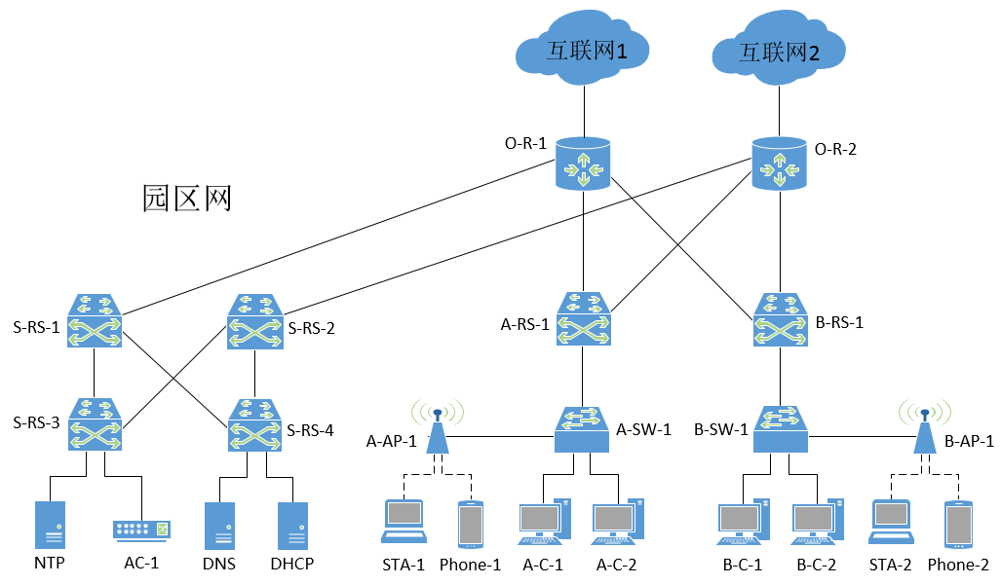 互联网1
互联网2
O-R-1
O-R-2
园区网
S-RS-1
S-RS-2
A-RS-1
B-RS-1
S-RS-3
S-RS-4
A-AP-1
A-SW-1
B-SW-1
B-AP-1
NTP
AC-1
DNS
DHCP
STA-1
Phone-1
A-C-1
A-C-2
B-C-1
B-C-2
STA-2
Phone-2